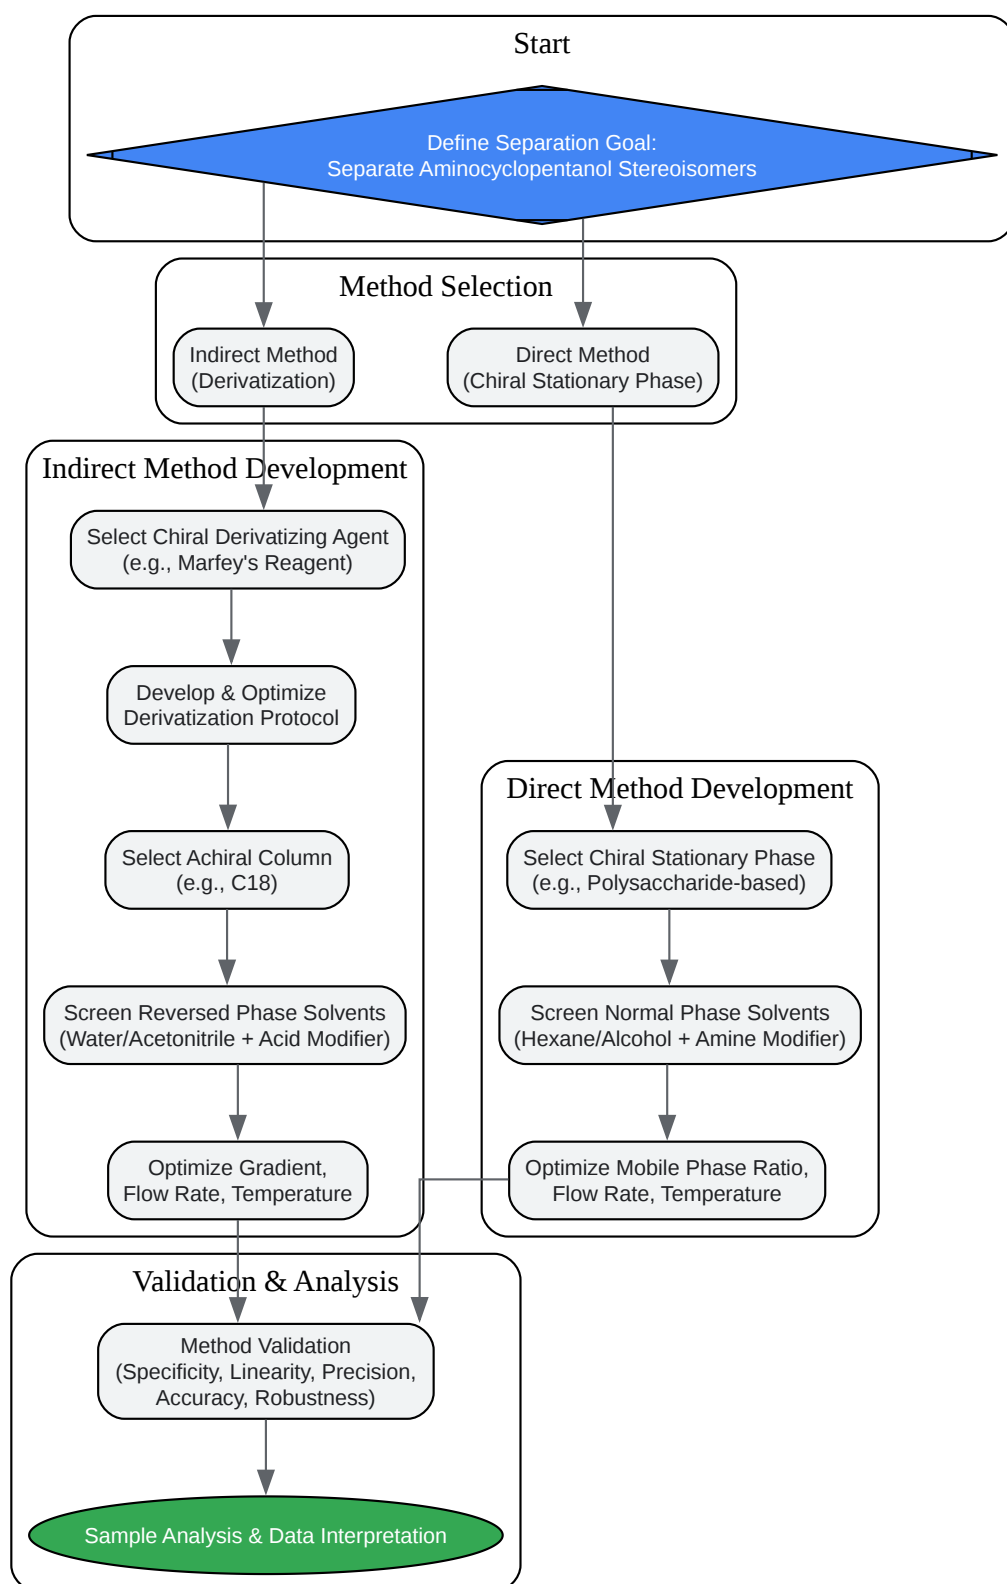 Start
Define Separation Goal:
Separate Aminocyclopentanol Stereoisomers
Method Selection
Indirect Method
(Derivatization)
Direct Method
(Chiral Stationary Phase)
Indirect Method Development
Select Chiral Derivatizing Agent
(e.g., Marfey's Reagent)
Develop & Optimize
Derivatization Protocol
Select Achiral Column
(e.g., C18)
Screen Reversed Phase Solvents
(Water/Acetonitrile + Acid Modifier)
Optimize Gradient,
Flow Rate, Temperature
Direct Method Development
Select Chiral Stationary Phase
(e.g., Polysaccharide-based)
Screen Normal Phase Solvents
(Hexane/Alcohol + Amine Modifier)
Optimize Mobile Phase Ratio,
Flow Rate, Temperature
Validation & Analysis
Method Validation
(Specificity, Linearity, Precision,
Accuracy, Robustness)
Sample Analysis & Data Interpretation